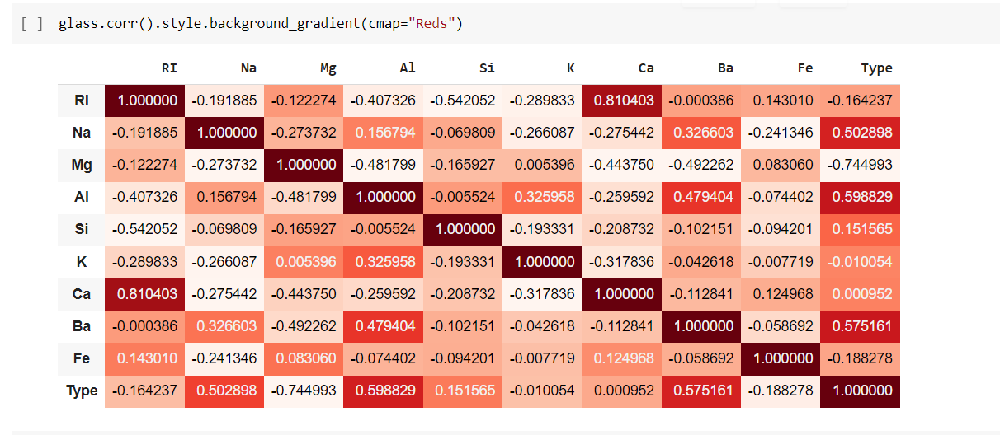 [ ] glass.corr().style.background_gradient(cmap="Reds")
RI Na Mg Al Si K Ca Ba Fe Type
RI 1.000000 -0.191885 -0.122274 -0.407326 -0.542052 -0.289833 0.810403 -0.000386 0.143010 -0.164237
Na -0.191885 1.000000 -0.273732 0.156794 -0.069809 -0.266087 -0.275442 0.326603 -0.241346 0.502898
Mg -0.122274 -0.273732 1.000000 -0.481799 -0.165927 0.005396 -0.443750 -0.492262 0.083060 -0.744993
Al -0.407326 0.156794 -0.481799 1.000000 -0.005524 0.325958 -0.259592 0.479404 -0.074402 0.598829
Si -0.542052 -0.069809 -0.165927 -0.005524 1.000000 -0.193331 -0.208732 -0.102151 -0.094201 0.151565
K -0.289833 -0.266087 0.005396 0.325958 -0.193331 1.000000 -0.317836 -0.042618 -0.007719 -0.010054
Ca 0.810403 -0.275442 -0.443750 -0.259592 -0.208732 -0.317836 1.000000 -0.112841 0.124968 0.000952
Ba -0.000386 0.326603 -0.492262 0.479404 -0.102151 -0.042618 -0.112841 1.000000 -0.058692 0.575161
Fe 0.143010 -0.241346 0.083060 -0.074402 -0.094201 -0.007719 0.124968 -0.058692 1.000000 -0.188278
Type -0.164237 0.502898 -0.744993 0.598829 0.151565 -0.010054 0.000952 0.575161 -0.188278 1.000000